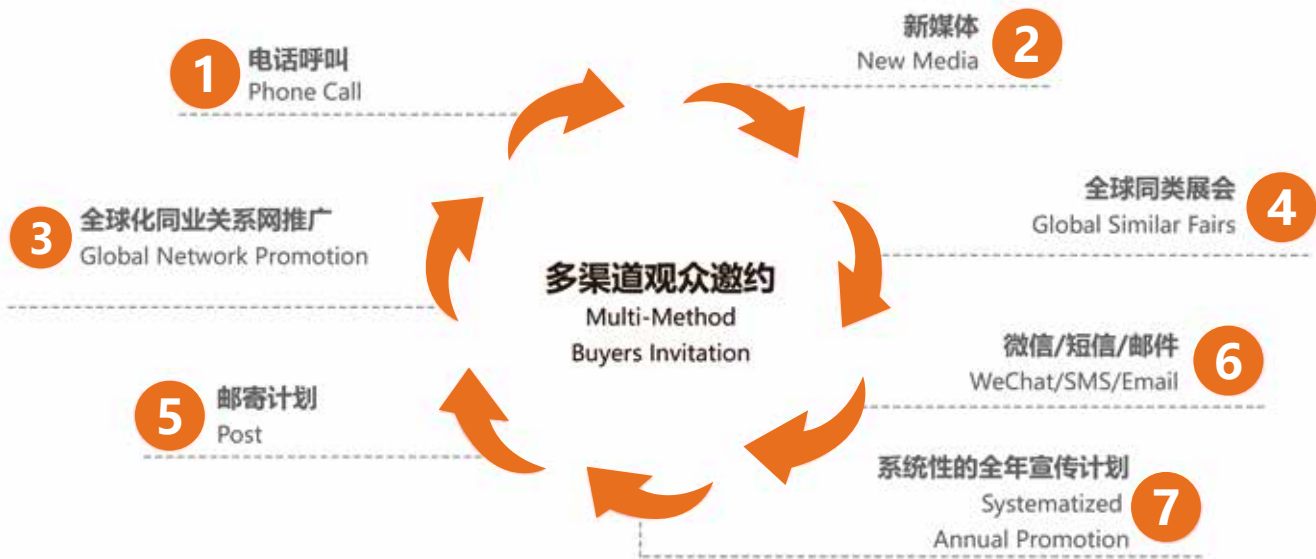 1
电话呼叫
Phone Call
新媒体
New Media
2
3
全球化同业关系网推广
Global Network Promotion
全球同类展会
Global Similar Fairs
4
多渠道观众邀约
Multi-Method
Buyers Invitation
5
邮寄计划
Post
微信/短信/邮件
WeChat/SMS/Email
6
系统性的全年宣传计划
Systematized
Annual Promotion
7